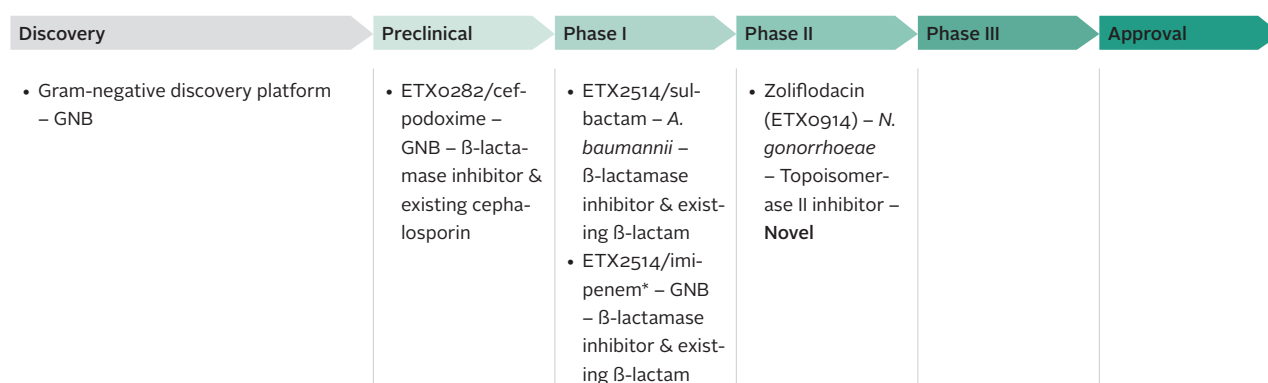 Discovery
Preclinical
Phase I
Phase II
Phase III
Approval
• Gram-negative discovery platform
– GNB
• ETX0282/cef-
podoxime –
GNB – ß-lacta-
mase inhibitor &
existing cepha-
losporin
• ETX2514/sul-
bactam – A.
baumannii –
ß-lactamase
inhibitor & exist-
ing ß-lactam
• ETX2514/imi-
penem* – GNB
– ß-lactamase
inhibitor & exist-
ing ß-lactam
• Zoliflodacin
(ETX0914) – N.
gonorrhoeae
– Topoisomer-
ase II inhibitor –
Novel